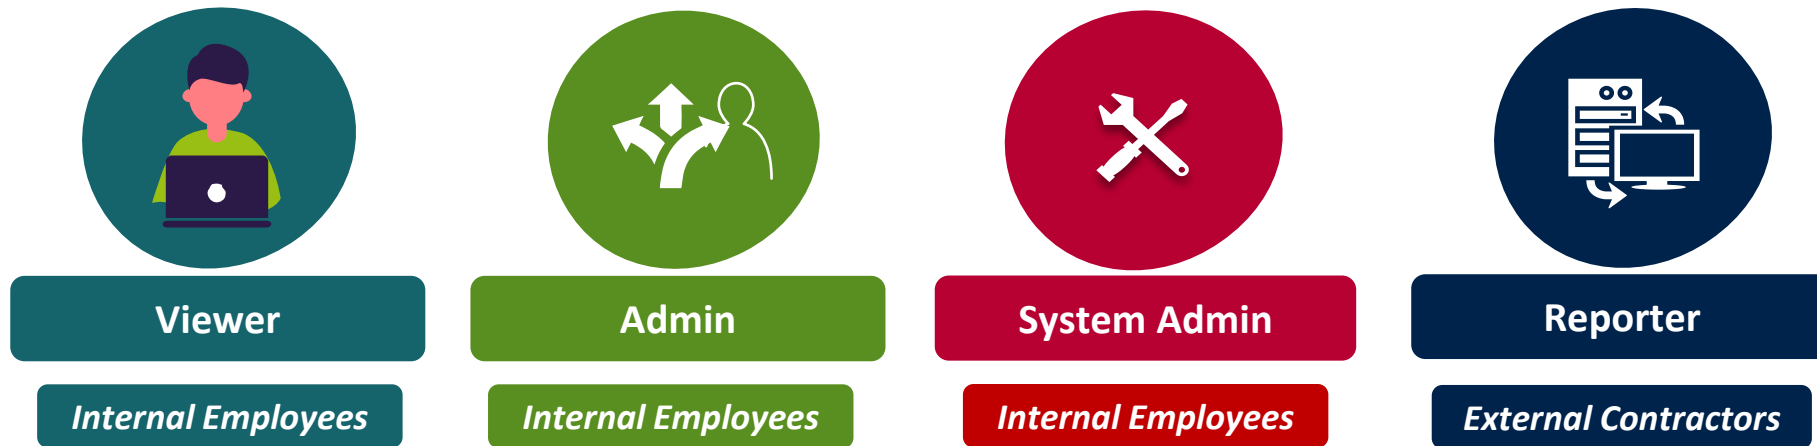 Viewer
Admin
System Admin
Reporter
Internal Employees
Internal Employees
Internal Employees
External Contractors